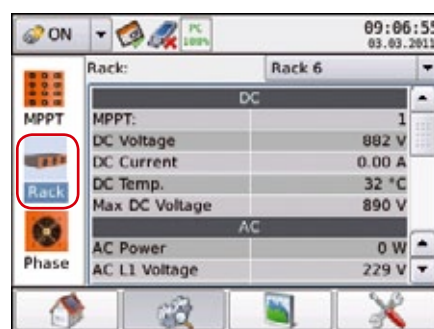 ON PC 100% 09:06:55
03.03.2011
Rack: Rack 6
DC
MPPT: 1
DC Voltage 882 V
DC Current 0.00 A
DC Temp. 32 °C
Max DC Voltage 890 V
AC
AC Power 0 W
AC L1 Voltage 229 V
MPPT
Rack
Phase